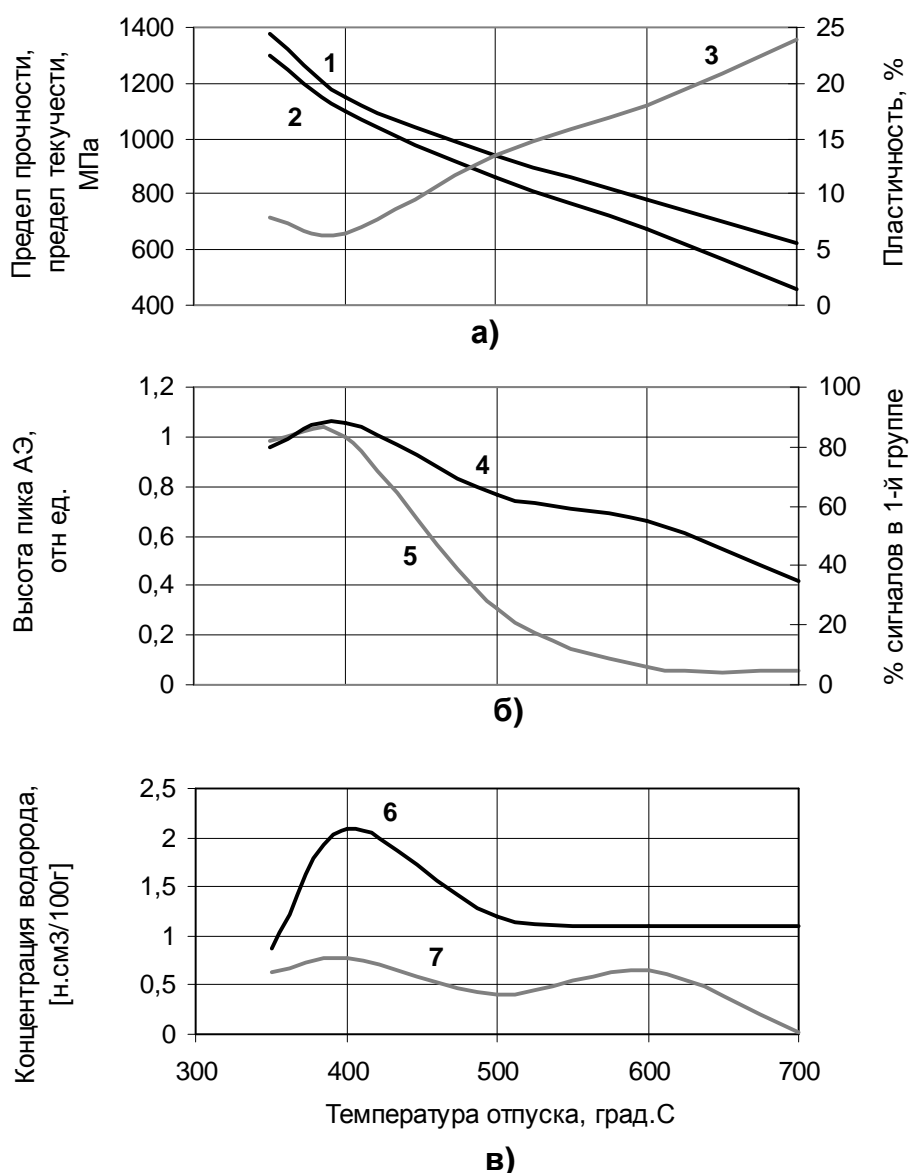 Предел прочности,
предел текучести,
МПа
1400
1200
1000
800
600
400
1
2
3
25
20
15
10
5
0
Пластичность, %
а)
Высота пика АЭ,
отн ед.
1,2
1
0,8
0,6
0,4
0,2
0
4
5
100
80
60
40
20
0
% сигналов в 1-й группе
б)
Концентрация водорода,
[н.см3/100г]
2,5
2
1,5
1
0,5
0
6
7
300 400 500 600 700
Температура отпуска, град.С
в)